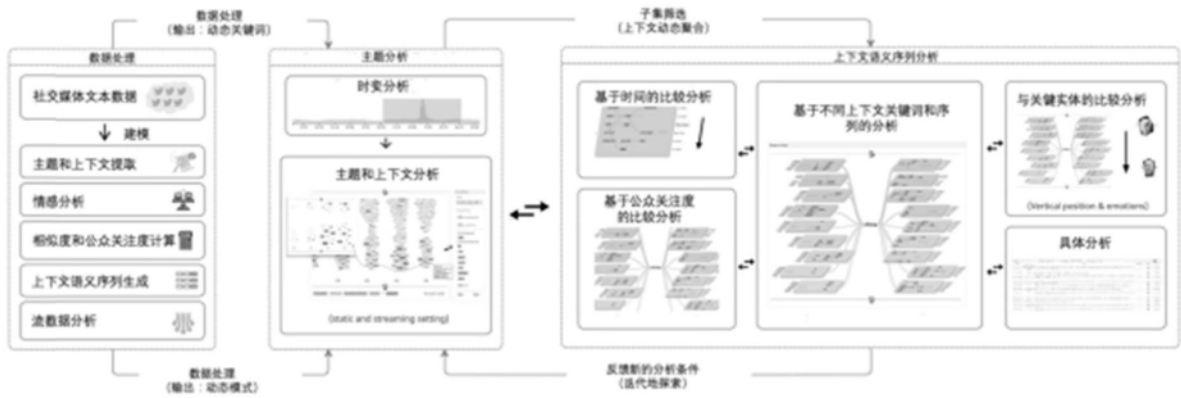 数据处理
（输出：动态关键词）
子集筛选
（上下文动态聚合）
数据处理
社交媒体文本数据
建模
主题和上下文提取
情感分析
相似度和公众关注度计算
上下文语义序列生成
流数据分析
主题分析
时变分析
主题和上下文分析
(static and streaming setting)
上下文语义序列分析
基于时间的比较分析
基于公众关注度
的比较分析
基于不同上下文关键词和序
列的分析
与关键实体的比较分析
(Vertical position & emotions)
具体分析
数据处理
（输出：动态模式）
反馈新的分析条件
（迭代地探索）